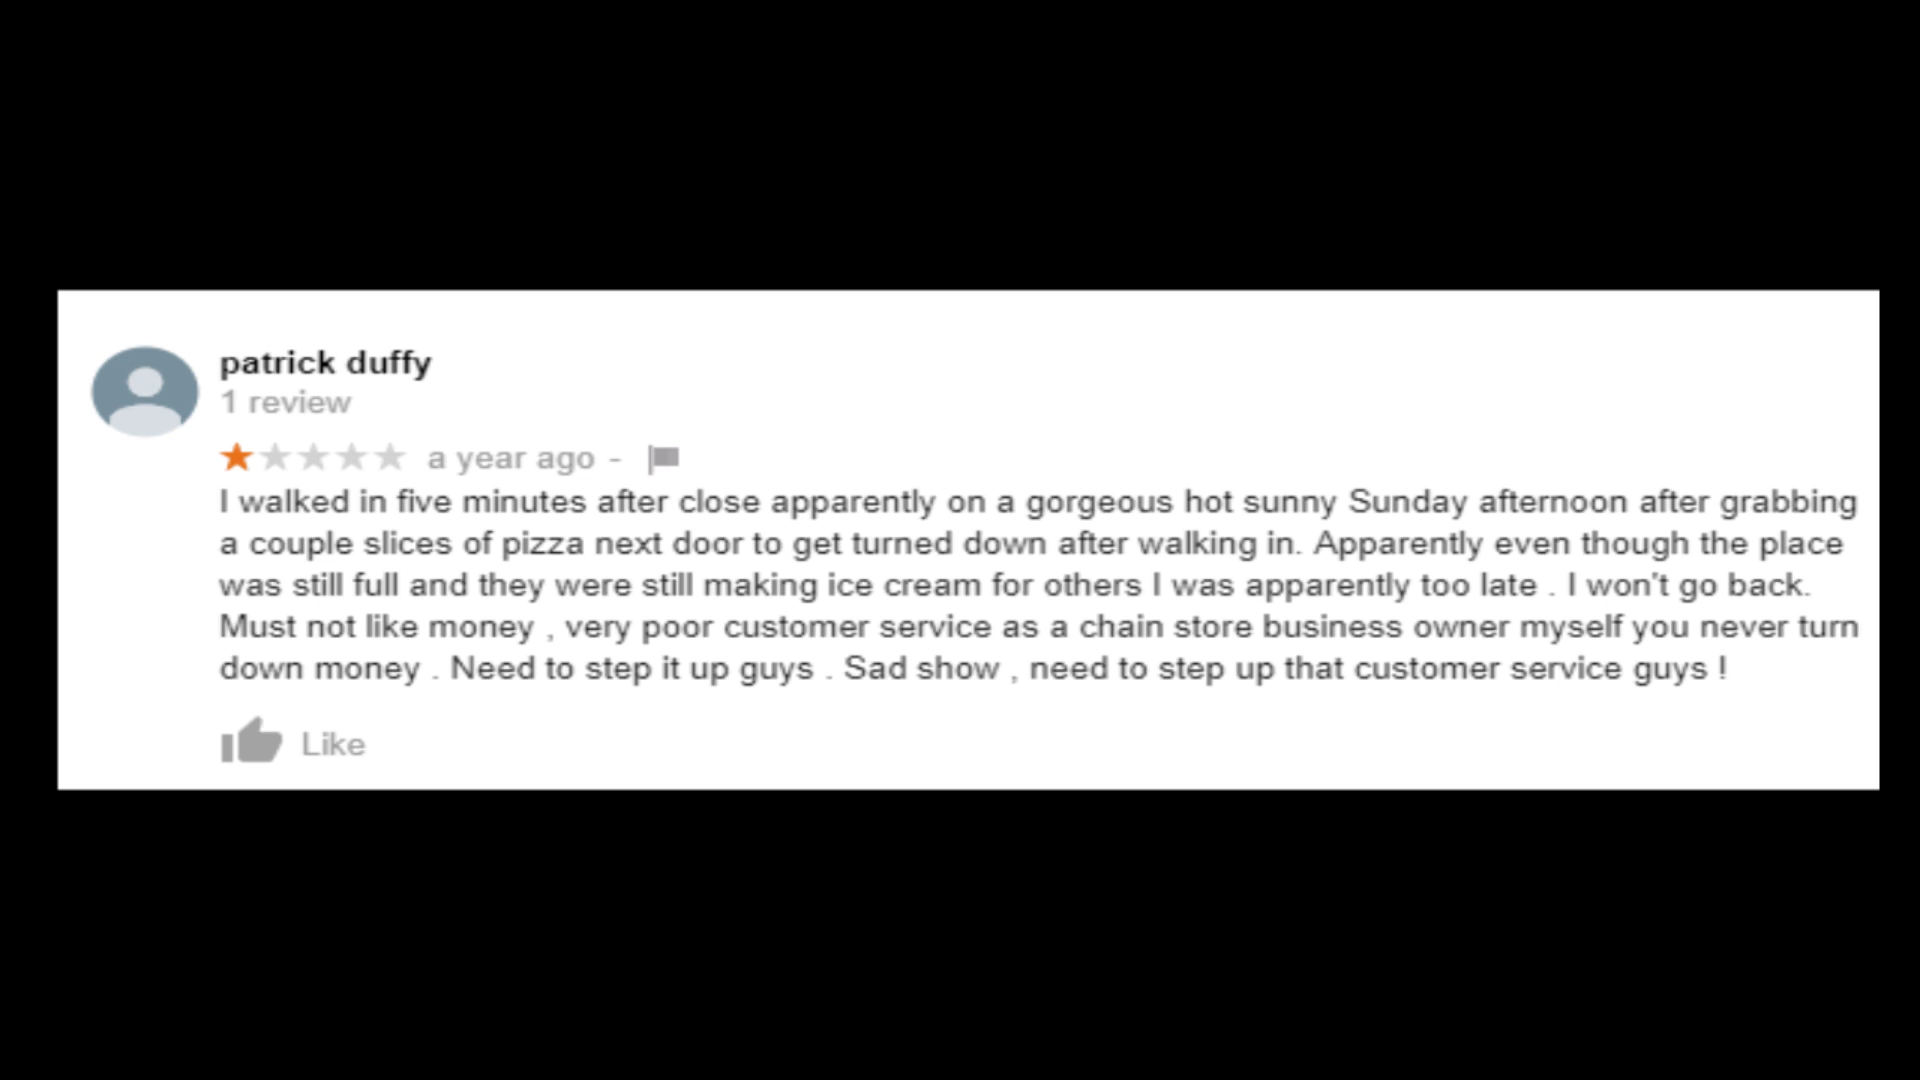 patrick duffy
1 review
a year ago -
I walked in five minutes after close apparently on a gorgeous hot sunny Sunday afternoon after grabbing
a couple slices of pizza next door to get turned down after walking in. Apparently even though the place
was still full and they were still making ice cream for others I was apparently too late . I won't go back.
Must not like money , very poor customer service as a chain store business owner myself you never turn
down money . Need to step it up guys . Sad show , need to step up that customer service guys !
Like